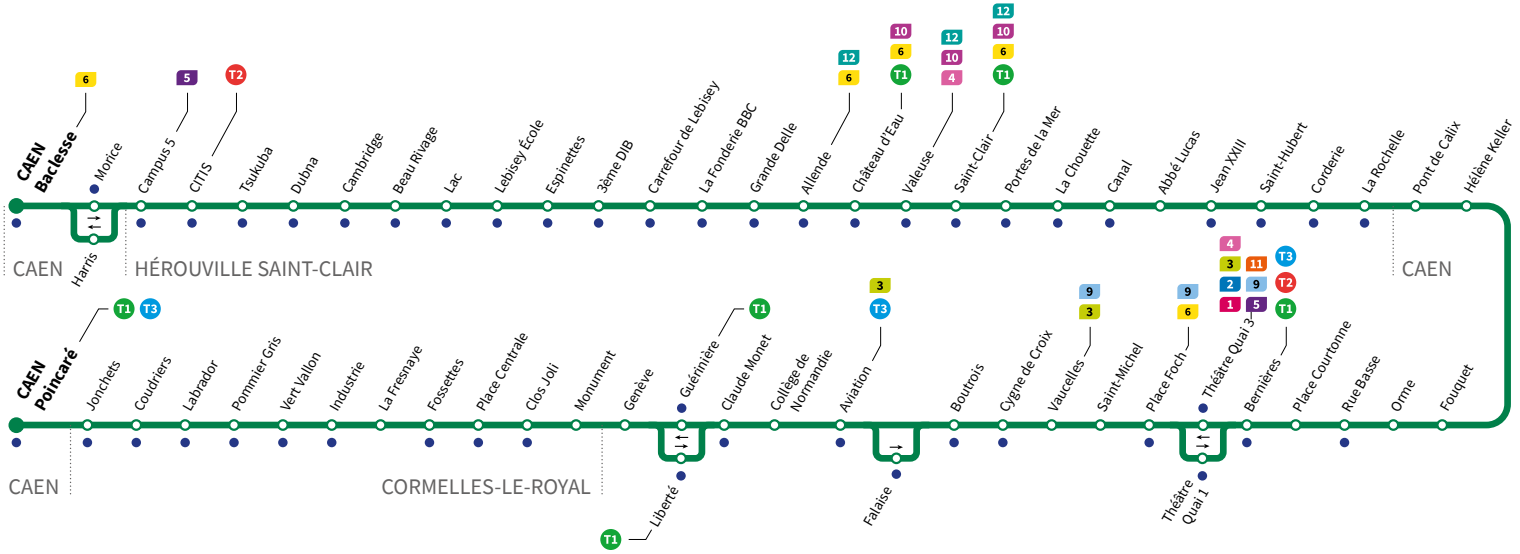 12
10
6
T1
10
6
T1
12
10
4
12
6
6
5
T2
CAEN
Baclesse
Morice
Campus 5
CITIS
Tsukuba
Dubna
Cambridge
Beau Rivage
Lac
Lebisey École
Espinettes
3ème DIB
Carrefour de Lebisey
La Fonderie BBC
Grande Delle
Allende
Château d'Eau
Valeuse
Saint-Clair
Portes de la Mer
La Chouette
Canal
Abbé Lucas
Jean XXIII
Saint-Hubert
Corderie
La Rochelle
Pont de Calix
Hélène Keller
Harris
CAEN
HÉROUVILLE SAINT-CLAIR
CAEN
T1
T3
T1
3
T3
9
3
9
6
4
3
11
2
9
1
5
T3
T2
T1
CAEN
Poincaré
Jonchets
Coudriers
Labrador
Pommier Gris
Vert Vallon
Industrie
La Fresnaye
Fossettes
Place Centrale
Clos Joli
Monument
Genève
Guérinière
Claude Monet
Collège de
Normandie
Aviation
Boutrois
Cygne de Croix
Vaucelles
Saint-Michel
Place Foch
Théâtre Quai 3
Bernières
Place Courtonne
Rue Basse
Orme
Fouquet
Liberté
Falaise
Théâtre
Quai 1
CAEN
CORMELLES-LE-ROYAL
T1